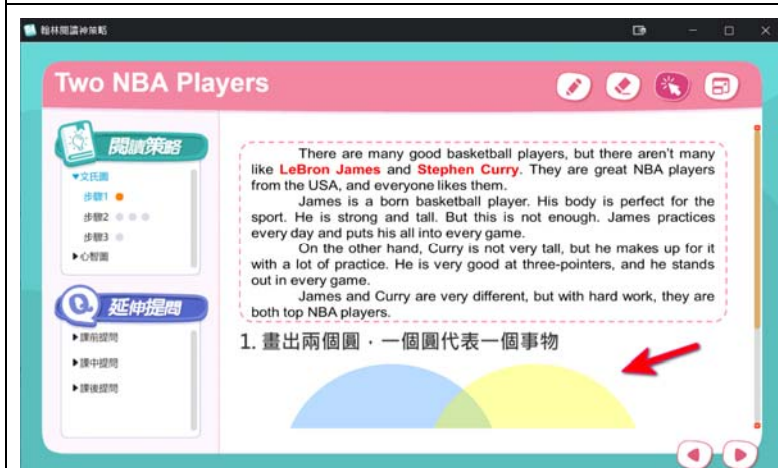 翰林閱讀神策略
Two NBA Players
閱讀策略
▼文氏圖
步驟1
步驟2
步驟3
▶心智圖
延伸提問
▶課前提問
▶課中提問
▶課後提問
There are many good basketball players, but there aren't many
like LeBron James and Stephen Curry. They are great NBA players
from the USA, and everyone likes them.
James is a born basketball player. His body is perfect for the
sport. He is strong and tall. But this is not enough. James practices
every day and puts his all into every game.
On the other hand, Curry is not very tall, but he makes up for it
with a lot of practice. He is very good at three-pointers, and he stands
out in every game.
James and Curry are very different, but with hard work, they are
both top NBA players.
1. 畫出兩個圓，一個圓代表一個事物